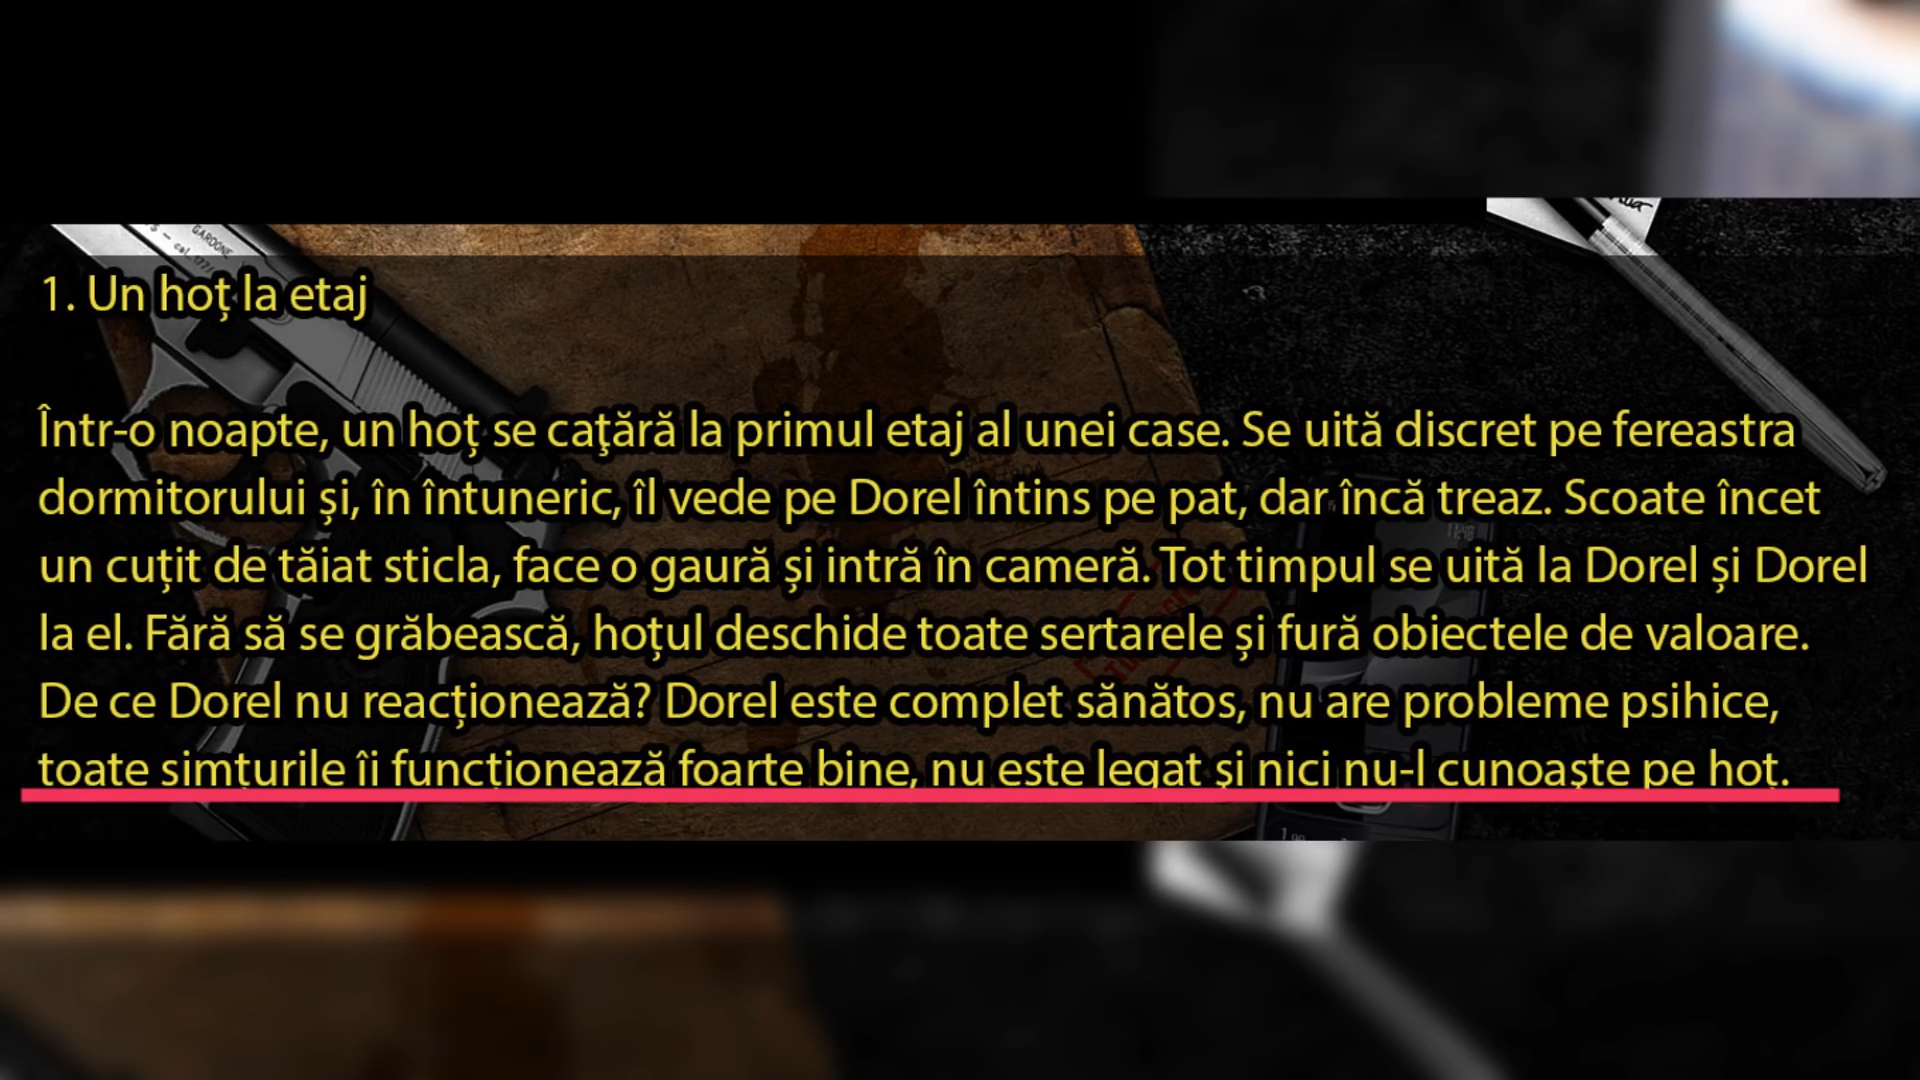 GARDONE
1. Un hoț la etaj
Într-o noapte, un hoț se caţără la primul etaj al unei case. Se uită discret pe fereastra
dormitorului și, în întuneric, îl vede pe Dorel întins pe pat, dar încă treaz. Scoate încet
un cuțit de tăiat sticla, face o gaură și intră în cameră. Tot timpul se uită la Dorel și Dorel
la el. Fără să se grăbească, hoțul deschide toate sertarele și fură obiectele de valoare.
De ce Dorel nu reacționează? Dorel este complet sănătos, nu are probleme psihice,
toate simțurile îi funcționează foarte bine, nu este legat și nici nu-l cunoaște pe hoț.